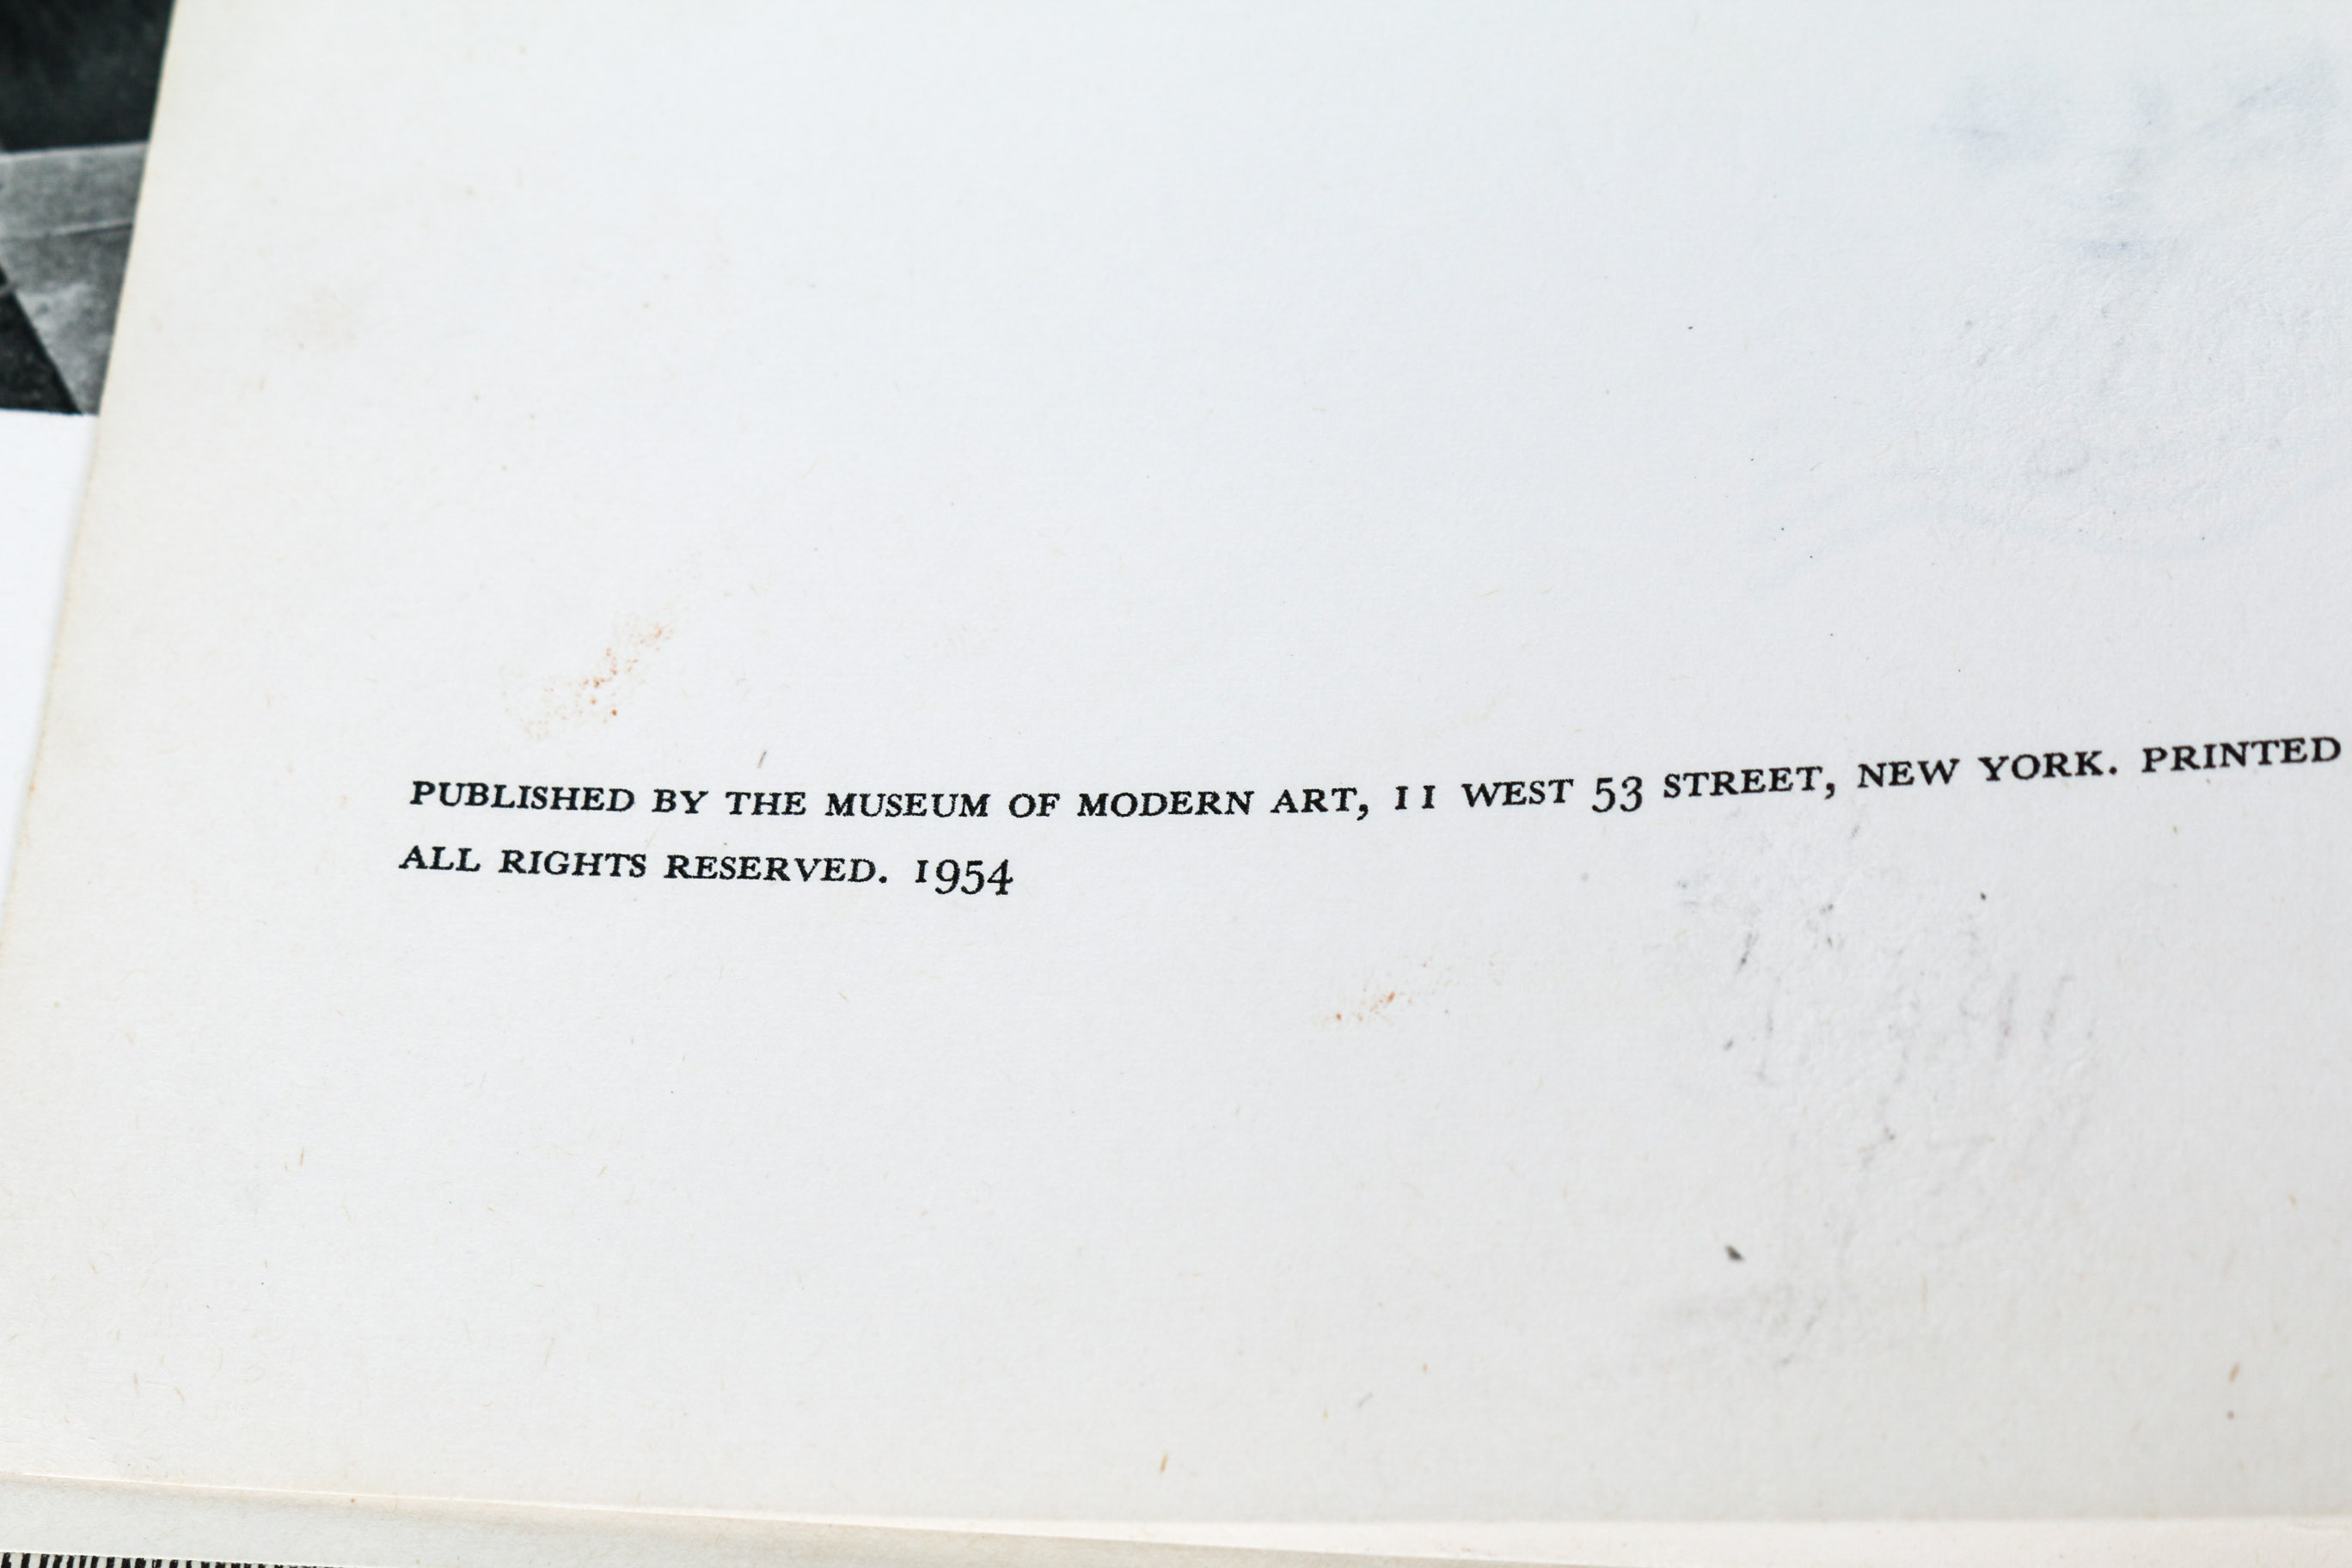 PUBLISHED BY THE MUSEUM OF MODERN ART, 11 WEST 53 STREET, NEW YORK. PRINTED
ALL RIGHTS RESERVED. 1954